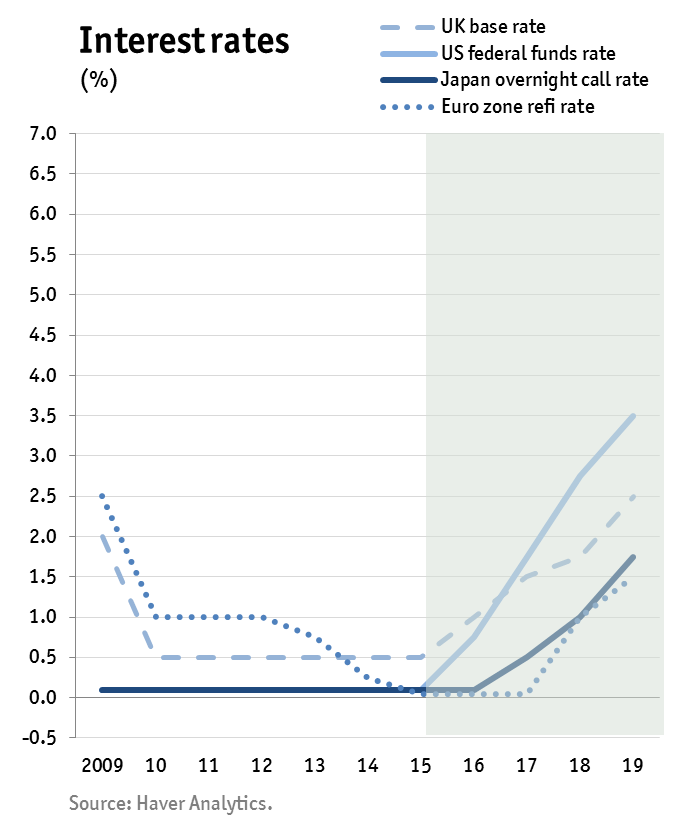 Interest rates
(%)
UK base rate
US federal funds rate
Japan overnight call rate
Euro zone refi rate
7.0
6.5
6.0
5.5
5.0
4.5
4.0
3.5
3.0
2.5
2.0
1.5
1.0
0.5
0.0
-0.5
2009 10 11 12 13 14 15 16 17 18 19
Source: Haver Analytics.